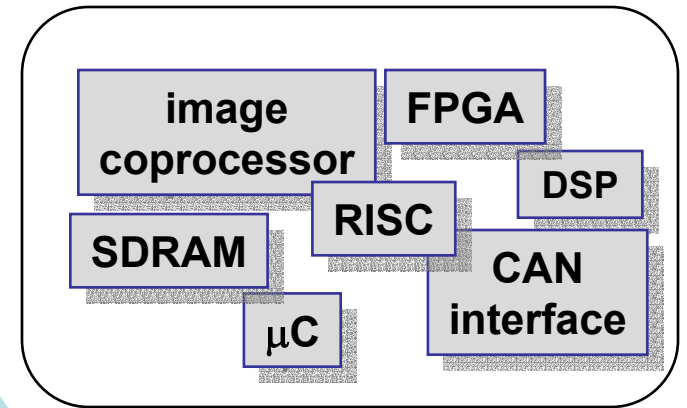 image
coprocessor
FPGA
DSP
RISC
SDRAM
CAN
interface
μC